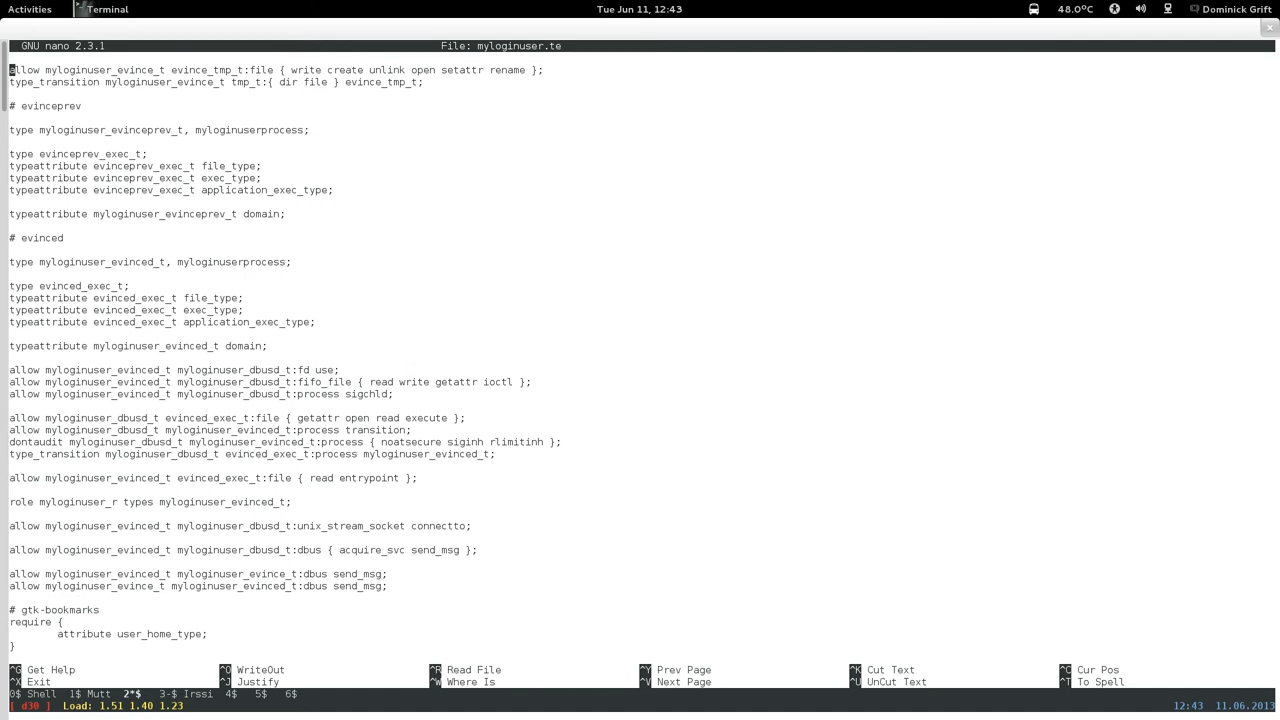 Activities Terminal Tue Jun 11, 12:43 48.0°C Dominick Grift
GNU nano 2.3.1 File: myloginuser.te
allow myloginuser_evince_t evince_tmp_t:file { write create unlink open setattr rename };
type_transition myloginuser_evince_t tmp_t:{ dir file } evince_tmp_t;
# evinceprev
type myloginuser_evinceprev_t, myloginuserprocess;
type evinceprev_exec_t;
typeattribute evinceprev_exec_t file_type;
typeattribute evinceprev_exec_t exec_type;
typeattribute evinceprev_exec_t application_exec_type;
typeattribute myloginuser_evinceprev_t domain;
# evinced
type myloginuser_evinced_t, myloginuserprocess;
type evinced_exec_t;
typeattribute evinced_exec_t file_type;
typeattribute evinced_exec_t exec_type;
typeattribute evinced_exec_t application_exec_type;
typeattribute myloginuser_evinced_t domain;
allow myloginuser_evinced_t myloginuser_dbusd_t:fd use;
allow myloginuser_evinced_t myloginuser_dbusd_t:fifo_file { read write getattr ioctl };
allow myloginuser_evinced_t myloginuser_dbusd_t:process sigchld;
allow myloginuser_dbusd_t evinced_exec_t:file { getattr open read execute };
allow myloginuser_dbusd_t myloginuser_evinced_t:process transition;
dontaudit myloginuser_dbusd_t myloginuser_evinced_t:process { noatsecure siginh rlimitinh };
type_transition myloginuser_dbusd_t evinced_exec_t:process myloginuser_evinced_t;
allow myloginuser_evinced_t evinced_exec_t:file { read entrypoint };
role myloginuser_r types myloginuser_evinced_t;
allow myloginuser_evinced_t myloginuser_dbusd_t:unix_stream_socket connectto;
allow myloginuser_evinced_t myloginuser_dbusd_t:dbus { acquire_svc send_msg };
allow myloginuser_evinced_t myloginuser_evince_t:dbus send_msg;
allow myloginuser_evince_t myloginuser_evinced_t:dbus send_msg;
# gtk-bookmarks
require {
attribute user_home_type;
}
^G Get Help ^O WriteOut ^R Read File ^Y Prev Page ^K Cut Text ^C Cur Pos
^X Exit ^J Justify ^W Where Is ^V Next Page ^U UnCut Text ^T To Spell
0$ Shell 1$ Mutt 2*$ 3-$ Irssi 4$ 5$ 6$
[ d30 ] Load: 1.51 1.40 1.23 12:43 11.06.2013